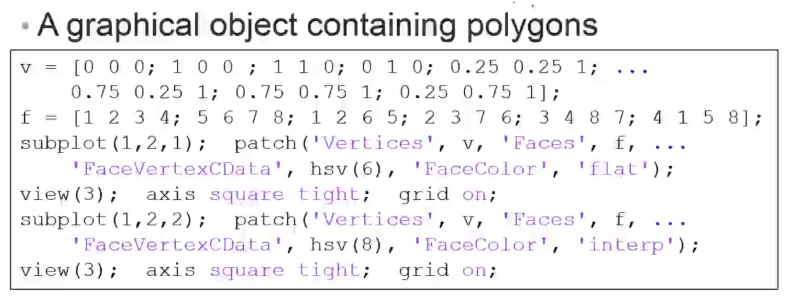 • A graphical object containing polygons
v = [0 0 0; 1 0 0 ; 1 1 0; 0 1 0; 0.25 0.25 1; ...
0.75 0.25 1; 0.75 0.75 1; 0.25 0.75 1];
f = [1 2 3 4; 5 6 7 8; 1 2 6 5; 2 3 7 6; 3 4 8 7; 4 1 5 8];
subplot(1,2,1); patch('Vertices', v, 'Faces', f, ...
'FaceVertexCData', hsv(6), 'FaceColor', 'flat');
view(3); axis square tight; grid on;
subplot(1,2,2); patch('Vertices', v, 'Faces', f, ...
'FaceVertexCData', hsv(8), 'FaceColor', 'interp');
view(3); axis square tight; grid on;